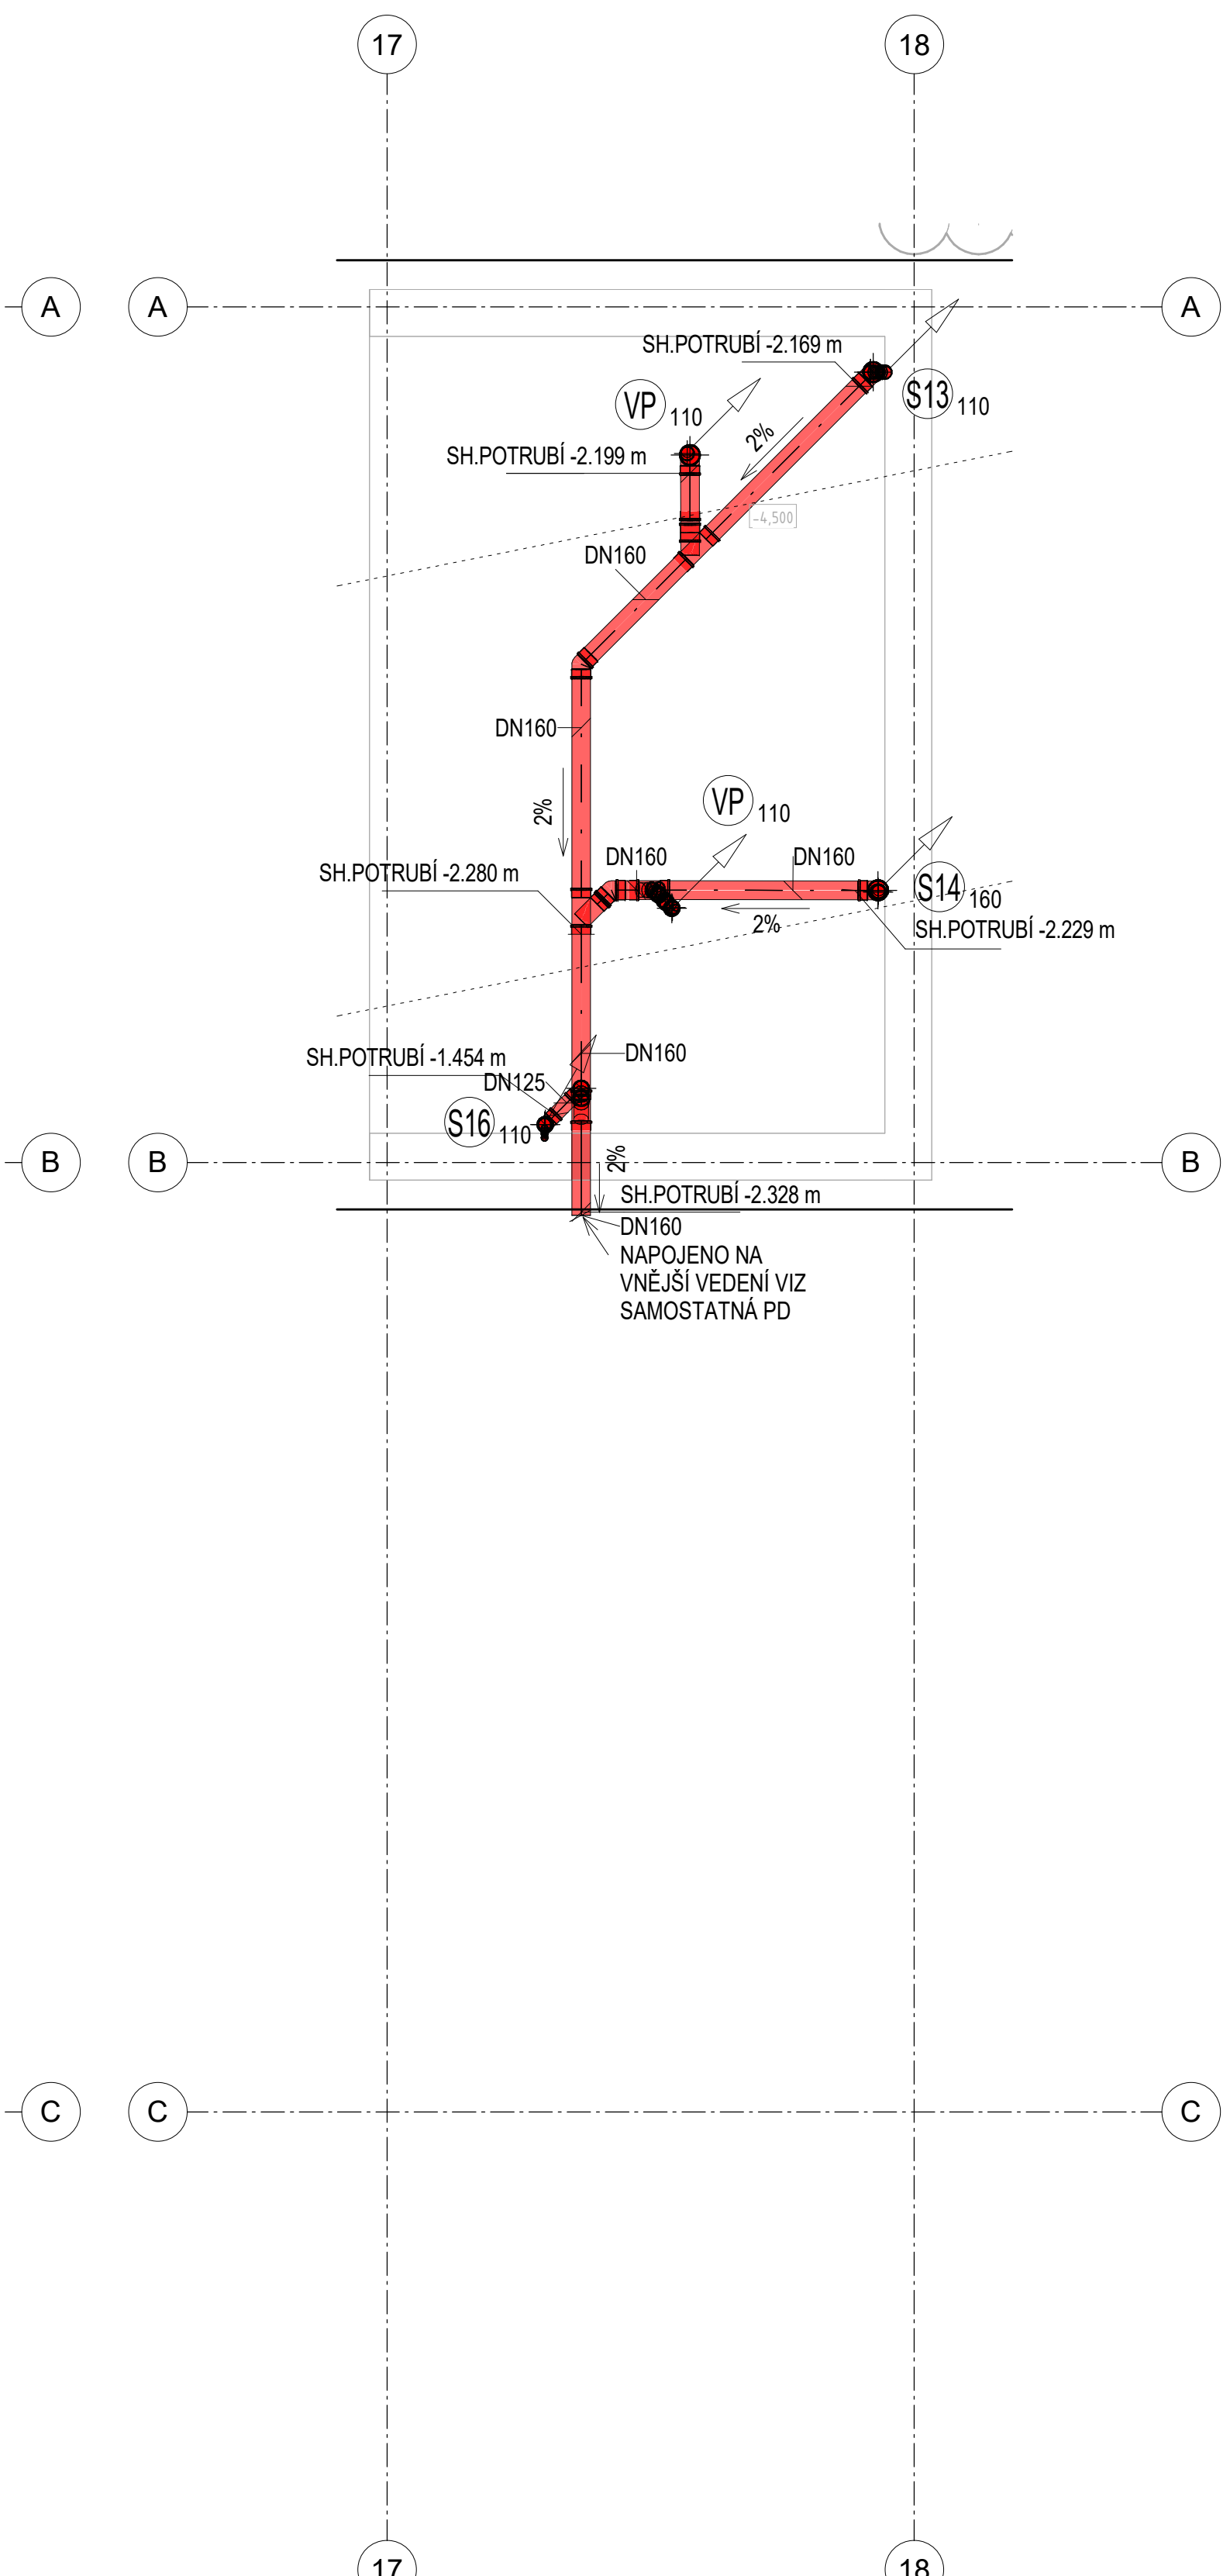 17
18
A
A
A
SH.POTRUBÍ -2.169 m
VP 110
S13 110
2%
SH.POTRUBÍ -2.199 m
-4,500
DN160
DN160
2%
VP 110
DN160
DN160
SH.POTRUBÍ -2.280 m
S14 160
2%
SH.POTRUBÍ -2.229 m
SH.POTRUBÍ -1.454 m
DN160
DN125
S16 110
B
B
B
2%
SH.POTRUBÍ -2.328 m
DN160
NAPOJENO NA
VNĚJŠÍ VEDENÍ VIZ
SAMOSTATNÁ PD
C
C
C
17
18